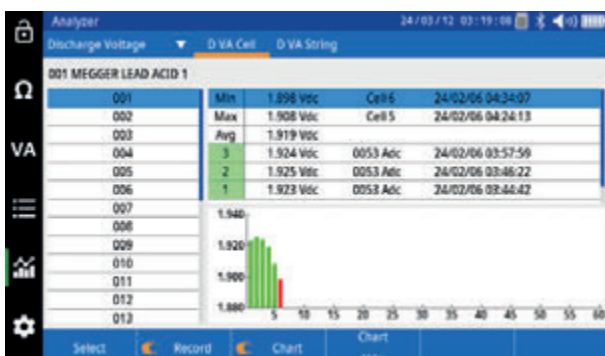 Analyzer 24/03/12 03:19:08
Discharge Voltage ▼ D VA Cell D VA String
001 MEGGER LEAD ACID 1
Ω
VA
001
002
003
004
005
006
007
008
009
010
011
012
013
Min 1.898 Vdc Cell 6 24/02/06 04:34:07
Max 1.908 Vdc Cell 5 24/02/06 04:24:13
Avg 1.919 Vdc
3 1.924 Vdc 0053 Adc 24/02/06 03:57:59
2 1.925 Vdc 0053 Adc 24/02/06 03:46:22
1 1.923 Vdc 0053 Adc 24/02/06 03:44:42
1.940
1.920
1.900
1.880
5 10 15 20 25 30 35 40 45 50 55 60
Select Record Chart Chart